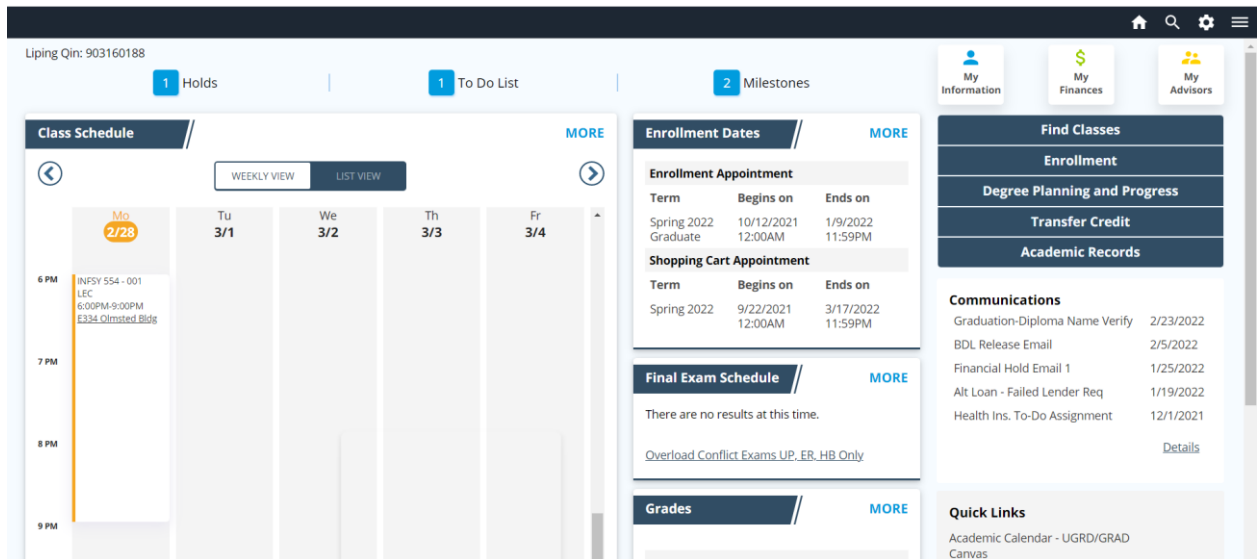 Liping Qin: 903160188
1 Holds
1 To Do List
2 Milestones
My Information
My Finances
My Advisors
Class Schedule MORE
WEEKLY VIEW LIST VIEW
Mo Tu We Th Fr
2/28 3/1 3/2 3/3 3/4
6 PM
INFSY 554 - 001
LEC
6:00PM-9:00PM
E334 Olmsted Bldg
7 PM
8 PM
9 PM
Enrollment Dates MORE
Enrollment Appointment
Term Begins on Ends on
Spring 2022 10/12/2021 1/9/2022
Graduate 12:00AM 11:59PM
Shopping Cart Appointment
Term Begins on Ends on
Spring 2022 9/22/2021 3/17/2022
12:00AM 11:59PM
Final Exam Schedule MORE
There are no results at this time.
Overload Conflict Exams UP, ER, HB Only
Grades MORE
Find Classes
Enrollment
Degree Planning and Progress
Transfer Credit
Academic Records
Communications
Graduation-Diploma Name Verify 2/23/2022
BDL Release Email 2/5/2022
Financial Hold Email 1 1/25/2022
Alt Loan - Failed Lender Req 1/19/2022
Health Ins. To-Do Assignment 12/1/2021
Details
Quick Links
Academic Calendar - UGRD/GRAD
Canvas